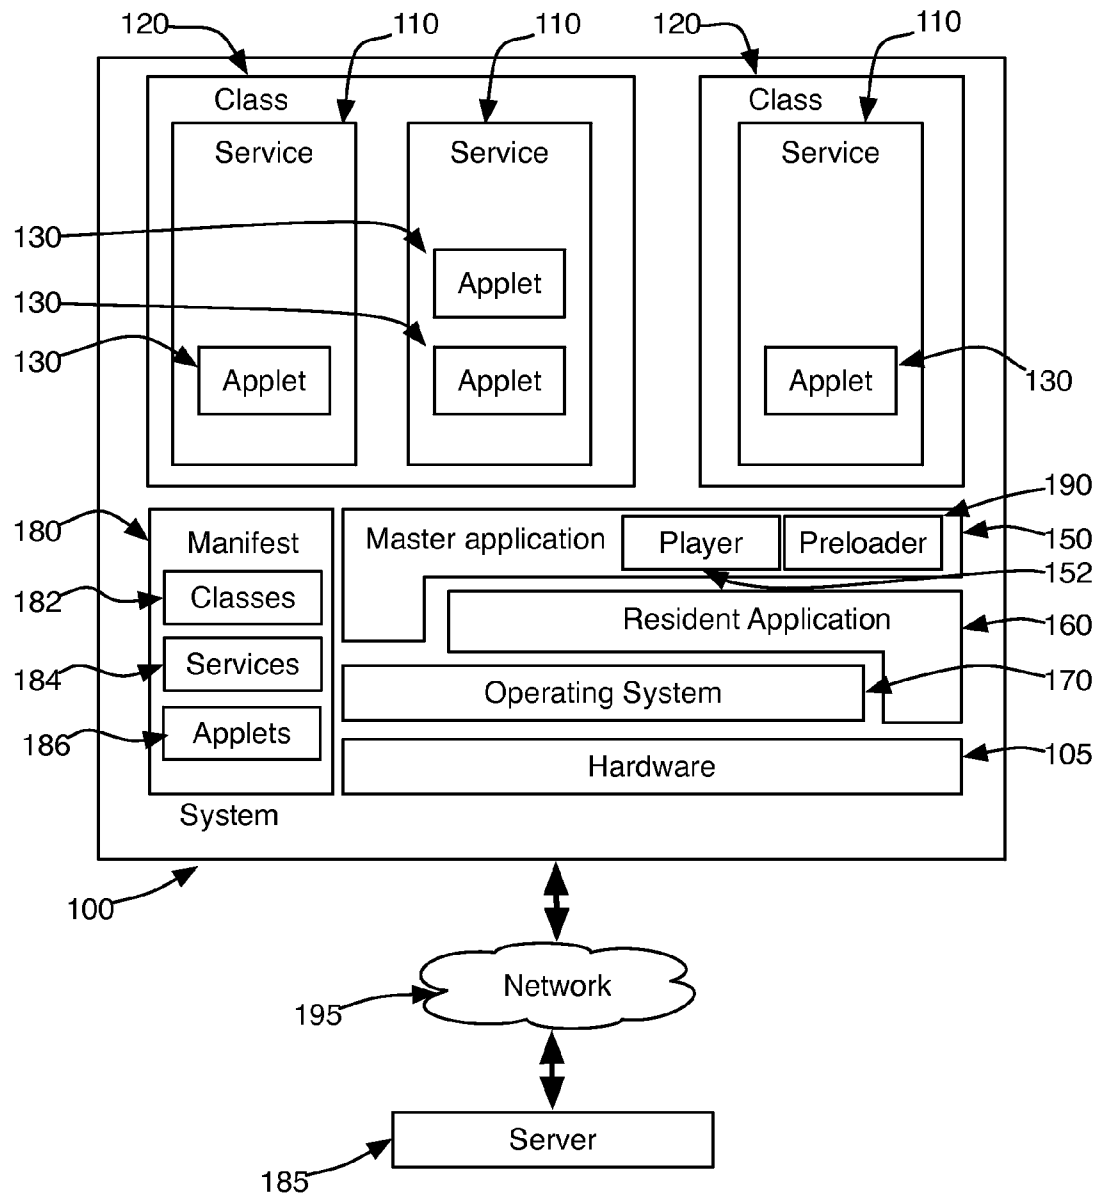 120 110 110 120 110
Class Class
Service Service Service
130
Applet
130
130
Applet Applet Applet 130
190
180 Manifest Master application Player Preloader 150
152
182 Classes
Resident Application 160
184 Services
Operating System 170
186 Applets
Hardware 105
System
100
Network
195
Server
185